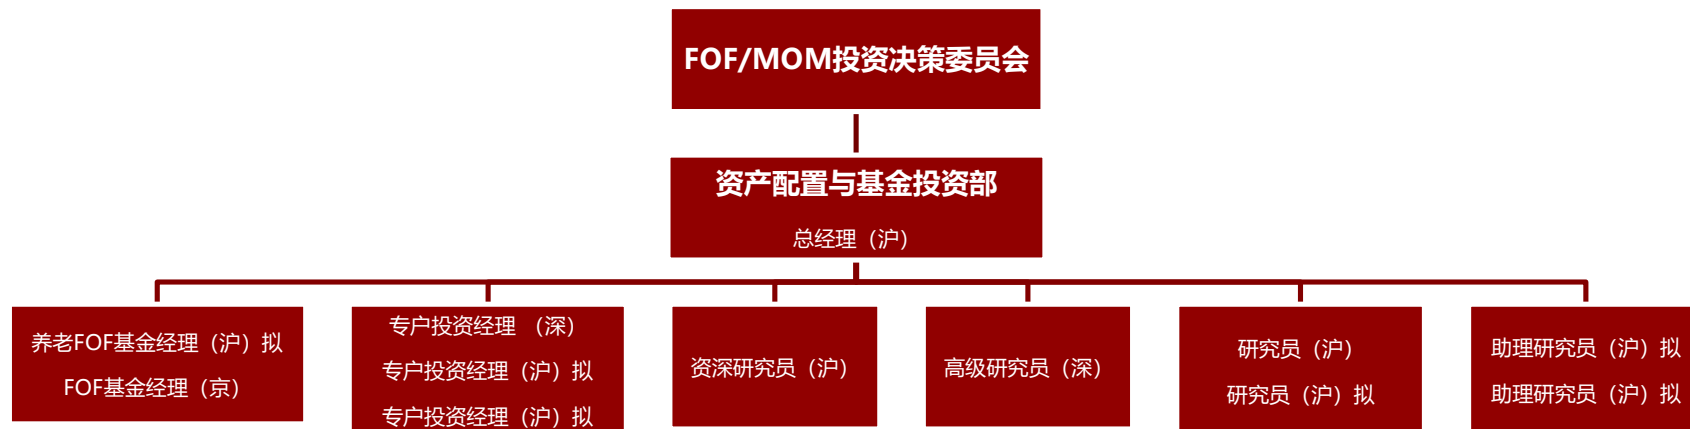 FOF/MOM投资决策委员会
资产配置与基金投资部
总经理（沪）
养老FOF基金经理（沪）拟
FOF基金经理（京）
专户投资经理 （深）
专户投资经理（沪）拟
专户投资经理（沪）拟
资深研究员（沪）
高级研究员（深）
研究员（沪）
研究员（沪）拟
助理研究员（沪）拟
助理研究员（沪）拟